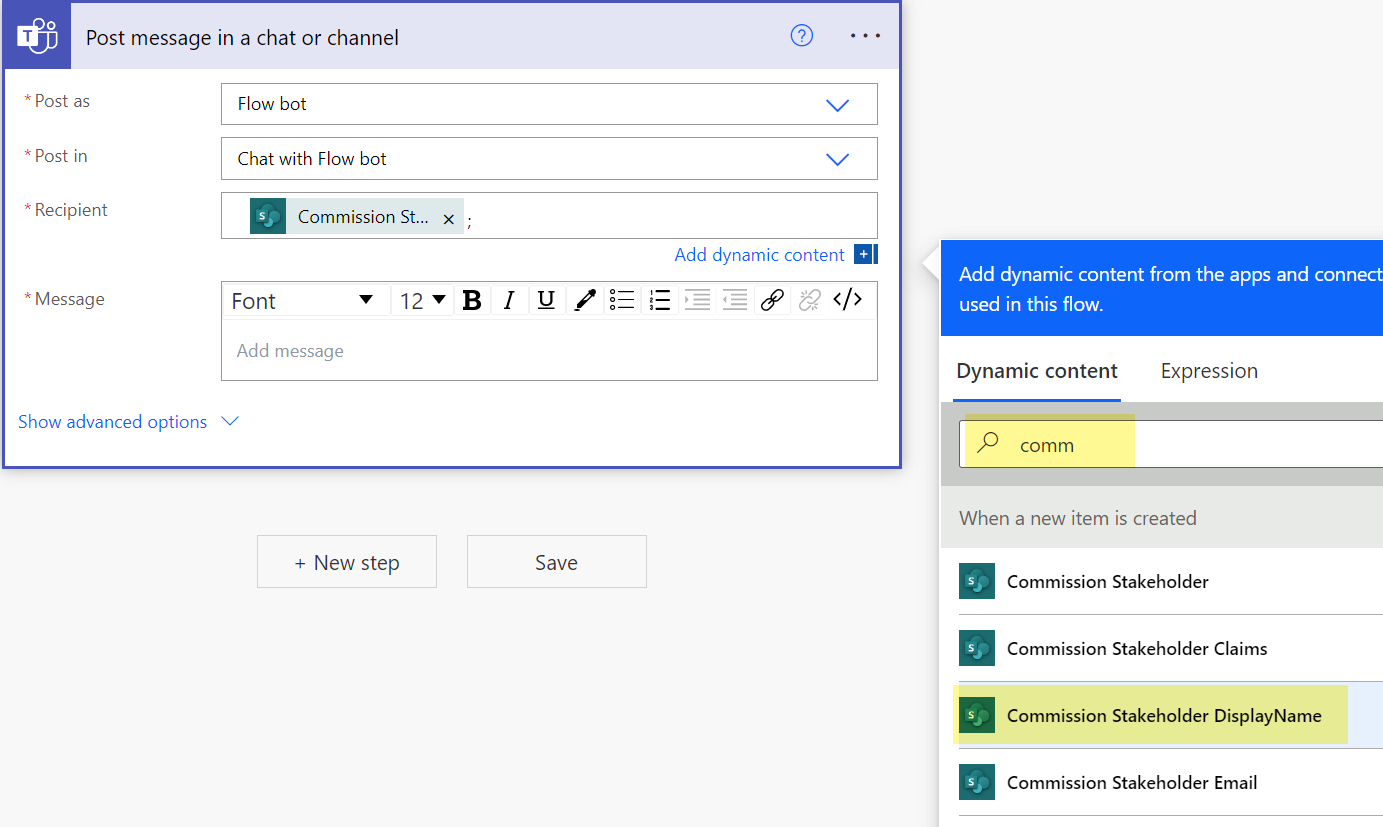 Post message in a chat or channel
* Post as
Flow bot
* Post in
Chat with Flow bot
* Recipient
Commission St... × ;
Add dynamic content
* Message
Font
12
B I U
</>
Add message
Show advanced options
+ New step
Save
Add dynamic content from the apps and connect
used in this flow.
Dynamic content
Expression
comm
When a new item is created
Commission Stakeholder
Commission Stakeholder Claims
Commission Stakeholder DisplayName
Commission Stakeholder Email